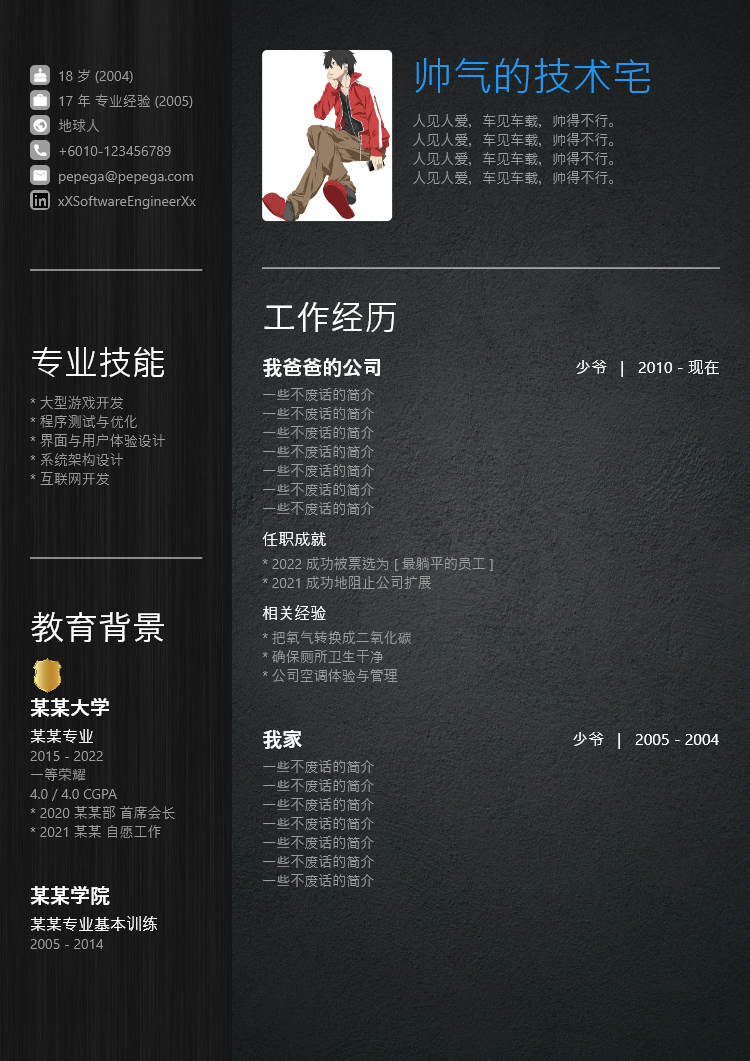 18 岁 (2004)
17 年 专业经验 (2005)
地球人
+6010-123456789
pepega@pepega.com
xXSoftwareEngineerXx
专业技能
* 大型游戏开发
* 程序测试与优化
* 界面与用户体验设计
* 系统架构设计
* 互联网开发
教育背景
某某大学
某某专业
2015 - 2022
一等荣耀
4.0 / 4.0 CGPA
* 2020 某某部 首席会长
* 2021 某某 自愿工作
某某学院
某某专业基本训练
2005 - 2014
帅气的技术宅
人见人爱，车见车载，帅得不行。
人见人爱，车见车载，帅得不行。
人见人爱，车见车载，帅得不行。
人见人爱，车见车载，帅得不行。
工作经历
我爸爸的公司 少爷 | 2010 - 现在
一些不废话的简介
一些不废话的简介
一些不废话的简介
一些不废话的简介
一些不废话的简介
一些不废话的简介
一些不废话的简介
任职成就
* 2022 成功被票选为 [ 最躺平的员工 ]
* 2021 成功地阻止公司扩展
相关经验
* 把氧气转换成二氧化碳
* 确保厕所卫生干净
* 公司空调体验与管理
我家 少爷 | 2005 - 2004
一些不废话的简介
一些不废话的简介
一些不废话的简介
一些不废话的简介
一些不废话的简介
一些不废话的简介
一些不废话的简介